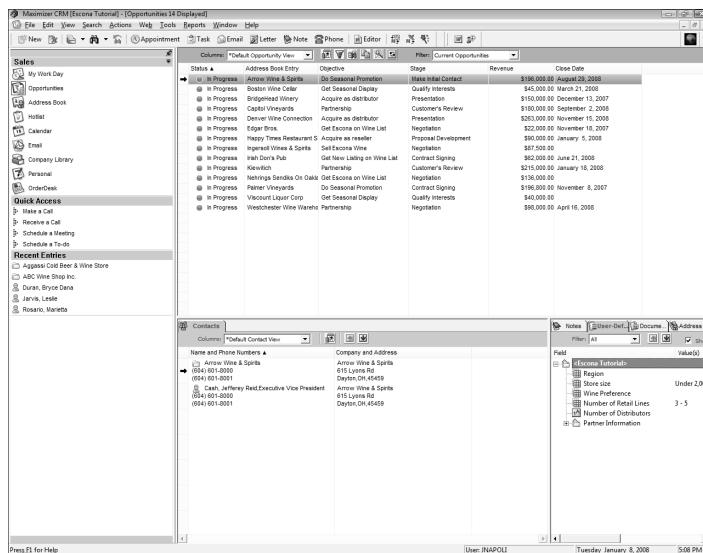 Maximizer CRM [Escona Tutorial] - [Opportunities 14 Displayed]
File Edit View Search Actions Web Tools Reports Window Help
New Appointment Task Email Letter Note Phone Editor
Sales
My Work Day
Opportunities
Address Book
Hotlist
Calendar
Email
Company Library
Personal
OrderDesk
Quick Access
Make a Call
Receive a Call
Schedule a Meeting
Schedule a To-do
Recent Entries
Aggassi Cold Beer & Wine Store
ABC Wine Shop Inc.
Duran, Bryce Dana
Jarvis, Leslie
Rosario, Marietta
Columns: *Default Opportunity View Filter: Current Opportunities
Status Address Book Entry Objective Stage Revenue Close Date
In Progress Arrow Wine & Spirits Do Seasonal Promotion Make Initial Contact $198,000.00 August 29, 2008
In Progress Boston Wine Cellar Get Seasonal Display Qualify Interests $45,000.00 March 21, 2008
In Progress BridgeHead Winery Acquire as distributor Presentation $150,000.00 December 13, 2007
In Progress Capitol Vineyards Partnership Customer's Review $180,000.00 September 2, 2008
In Progress Denver Wine Connection Acquire as distributor Presentation $263,000.00 November 15, 2008
In Progress Edgar Bros. Get Escona on Wine List Negotiation $22,000.00 November 18, 2007
In Progress Happy Times Restaurant S Acquire as reseller Proposal Development $90,000.00 January 5, 2008
In Progress Ingersoll Wines & Spirits Sell Escona Wine Negotiation $87,500.00
In Progress Irish Don's Pub Get New Listing on Wine List Contract Signing $62,000.00 June 21, 2008
In Progress Kiewitich Partnership Customer's Review $215,000.00 January 18, 2008
In Progress Nehrings Sendiks On Oakla Get Escona on Wine List Negotiation $136,000.00
In Progress Palmer Vineyards Do Seasonal Promotion Contract Signing $196,800.00 November 8, 2007
In Progress Viscount Liquor Corp Get Seasonal Display Qualify Interests $40,000.00
In Progress Westchester Wine Wareho Partnership Negotiation $98,000.00 April 16, 2008
Contacts
Columns: *Default Contact View
Name and Phone Numbers Company and Address
Arrow Wine & Spirits Arrow Wine & Spirits
(604) 601-8000 615 Lyons Rd
(604) 601-8001 Dayton,OH,45459
Cash, Jefferey Reid,Executive Vice President Arrow Wine & Spirits
(604) 601-8000 615 Lyons Rd
(604) 601-8001 Dayton,OH,45459
Notes User-Def... Docume... Address
Filter: All Sh
Field Value(s)
<Escona Tutorial>
Region
Store size Under 2,0
Wine Preference
Number of Retail Lines 3 - 5
Number of Distributors
Partner Information
Press F1 for Help User: JNAPOLI Tuesday January 8, 2008 5:08 PM